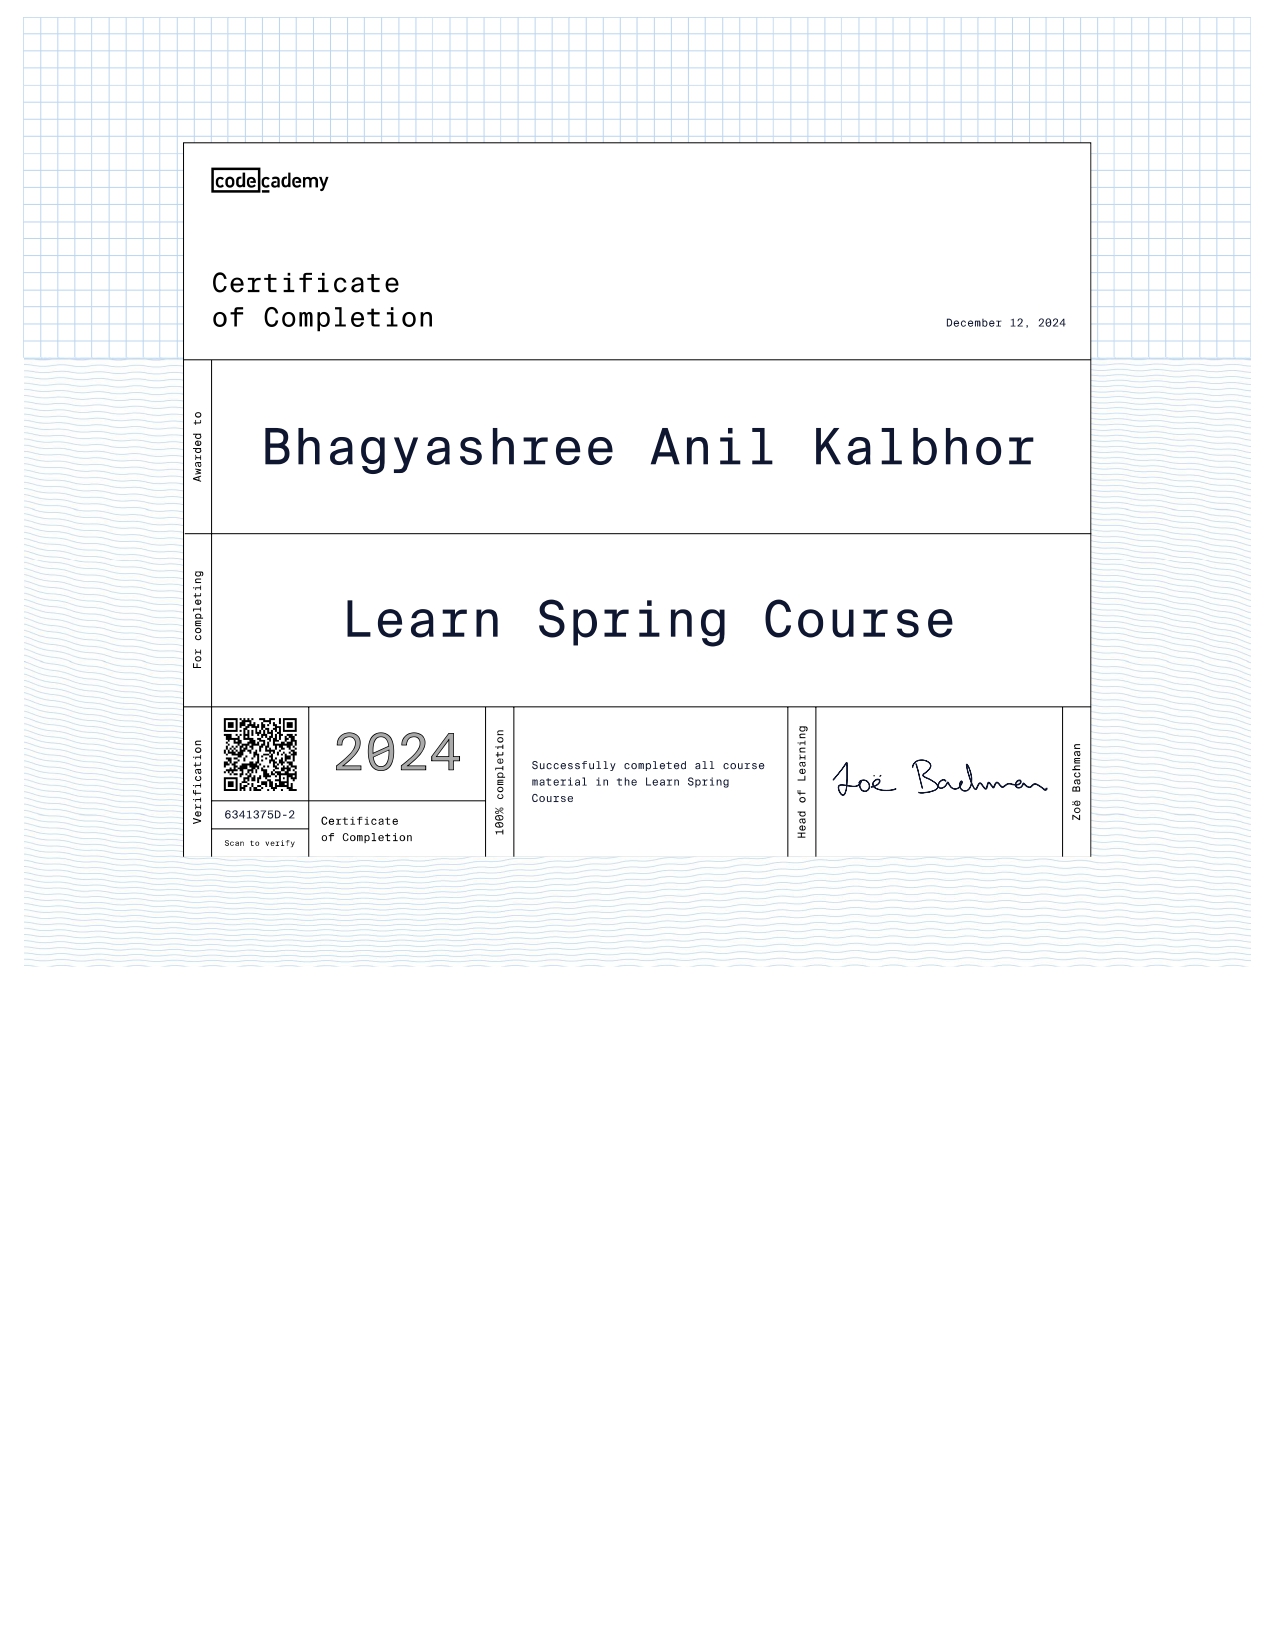 codecademy
Certificate
of Completion
December 12, 2024
Awarded to
Bhagyashree Anil Kalbhor
For completing
Learn Spring Course
Verification
6341375D-2
Scan to verify
2024
Certificate
of Completion
100% completion
Successfully completed all course
material in the Learn Spring
Course
Head of Learning
Zoë Bachman
Zoë Bachman